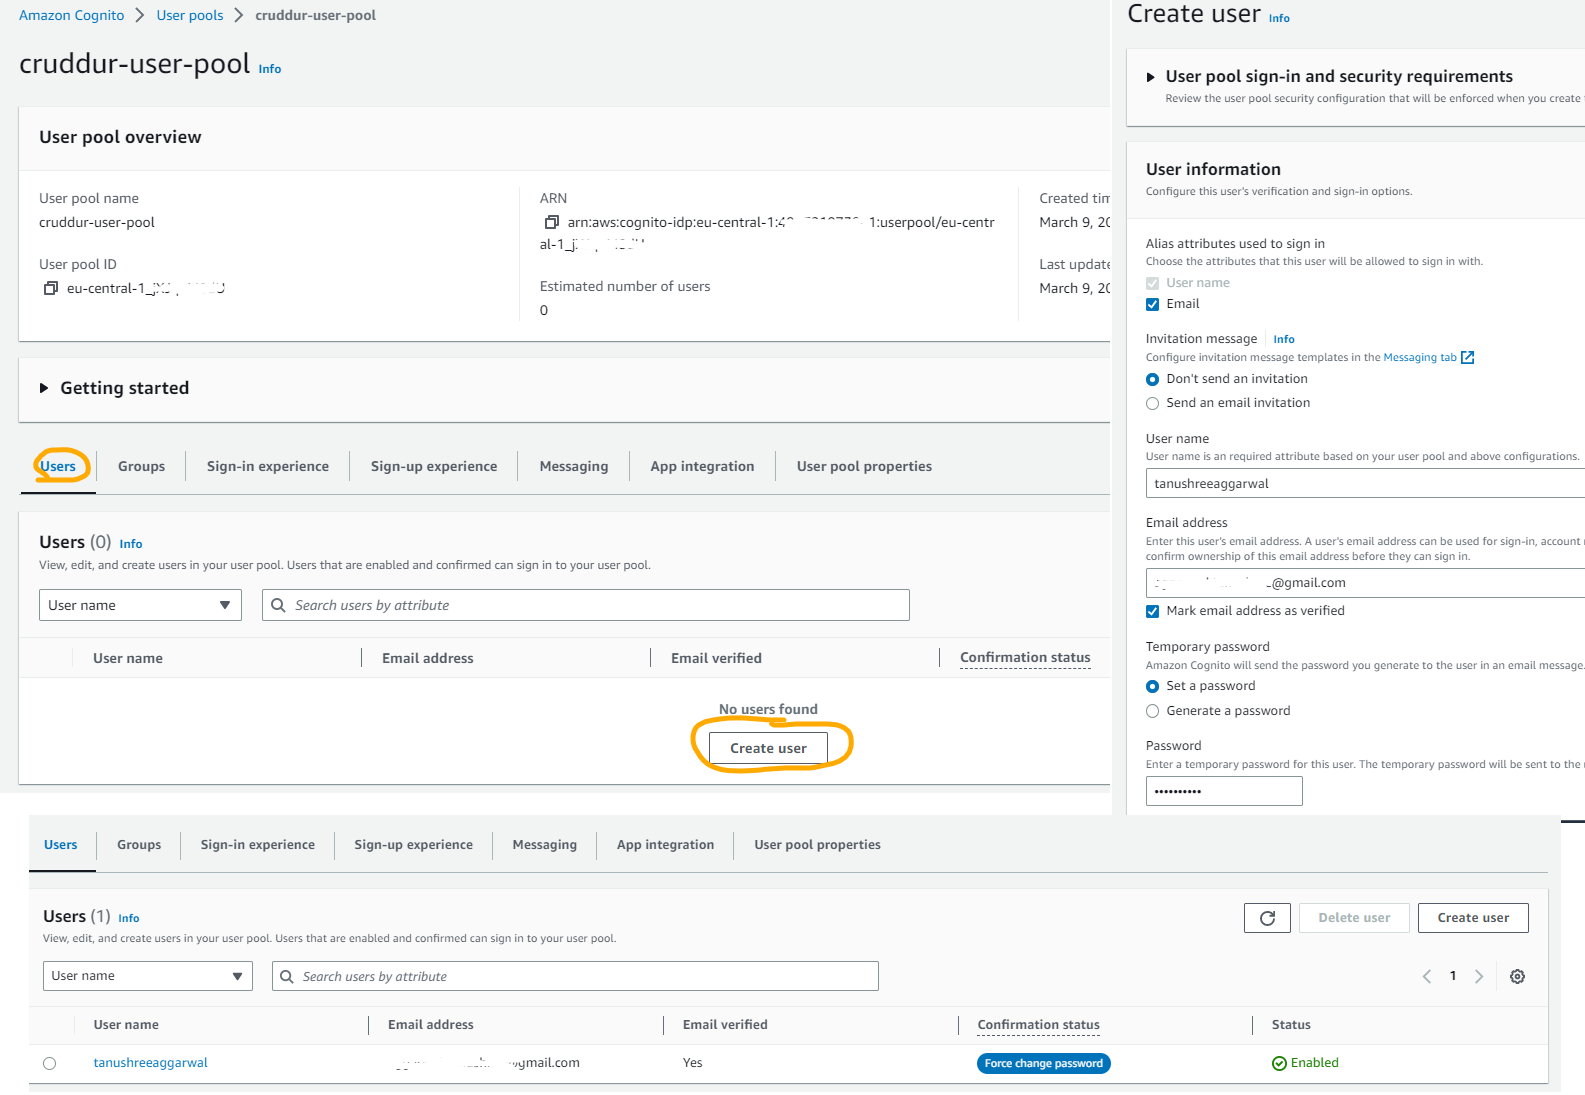 Amazon Cognito > User pools > cruddur-user-pool
cruddur-user-pool Info
User pool overview
User pool name
cruddur-user-pool
User pool ID
eu-central-1_
ARN
arn:aws:cognito-idp:eu-central-1:4 1:userpool/eu-centr
al-1_
Estimated number of users
0
Created tim
March 9, 20
Last update
March 9, 20
Getting started
Users Groups Sign-in experience Sign-up experience Messaging App integration User pool properties
Users (0) Info
View, edit, and create users in your user pool. Users that are enabled and confirmed can sign in to your user pool.
User name Search users by attribute
User name Email address Email verified Confirmation status
No users found
Create user
Create user Info
User pool sign-in and security requirements
Review the user pool security configuration that will be enforced when you create
User information
Configure this user's verification and sign-in options.
Alias attributes used to sign in
Choose the attributes that this user will be allowed to sign in with.
User name
Email
Invitation message Info
Configure invitation message templates in the Messaging tab
Don't send an invitation
Send an email invitation
User name
User name is an required attribute based on your user pool and above configurations.
tanushreeaggarwal
Email address
Enter this user's email address. A user's email address can be used for sign-in, account
confirm ownership of this email address before they can sign in.
@gmail.com
Mark email address as verified
Temporary password
Amazon Cognito will send the password you generate to the user in an email message.
Set a password
Generate a password
Password
Enter a temporary password for this user. The temporary password will be sent to the
••••••••••
Users Groups Sign-in experience Sign-up experience Messaging App integration User pool properties
Users (1) Info
Delete user Create user
View, edit, and create users in your user pool. Users that are enabled and confirmed can sign in to your user pool.
User name Search users by attribute 1
User name Email address Email verified Confirmation status Status
tanushreeaggarwal gmail.com Yes Force change password Enabled